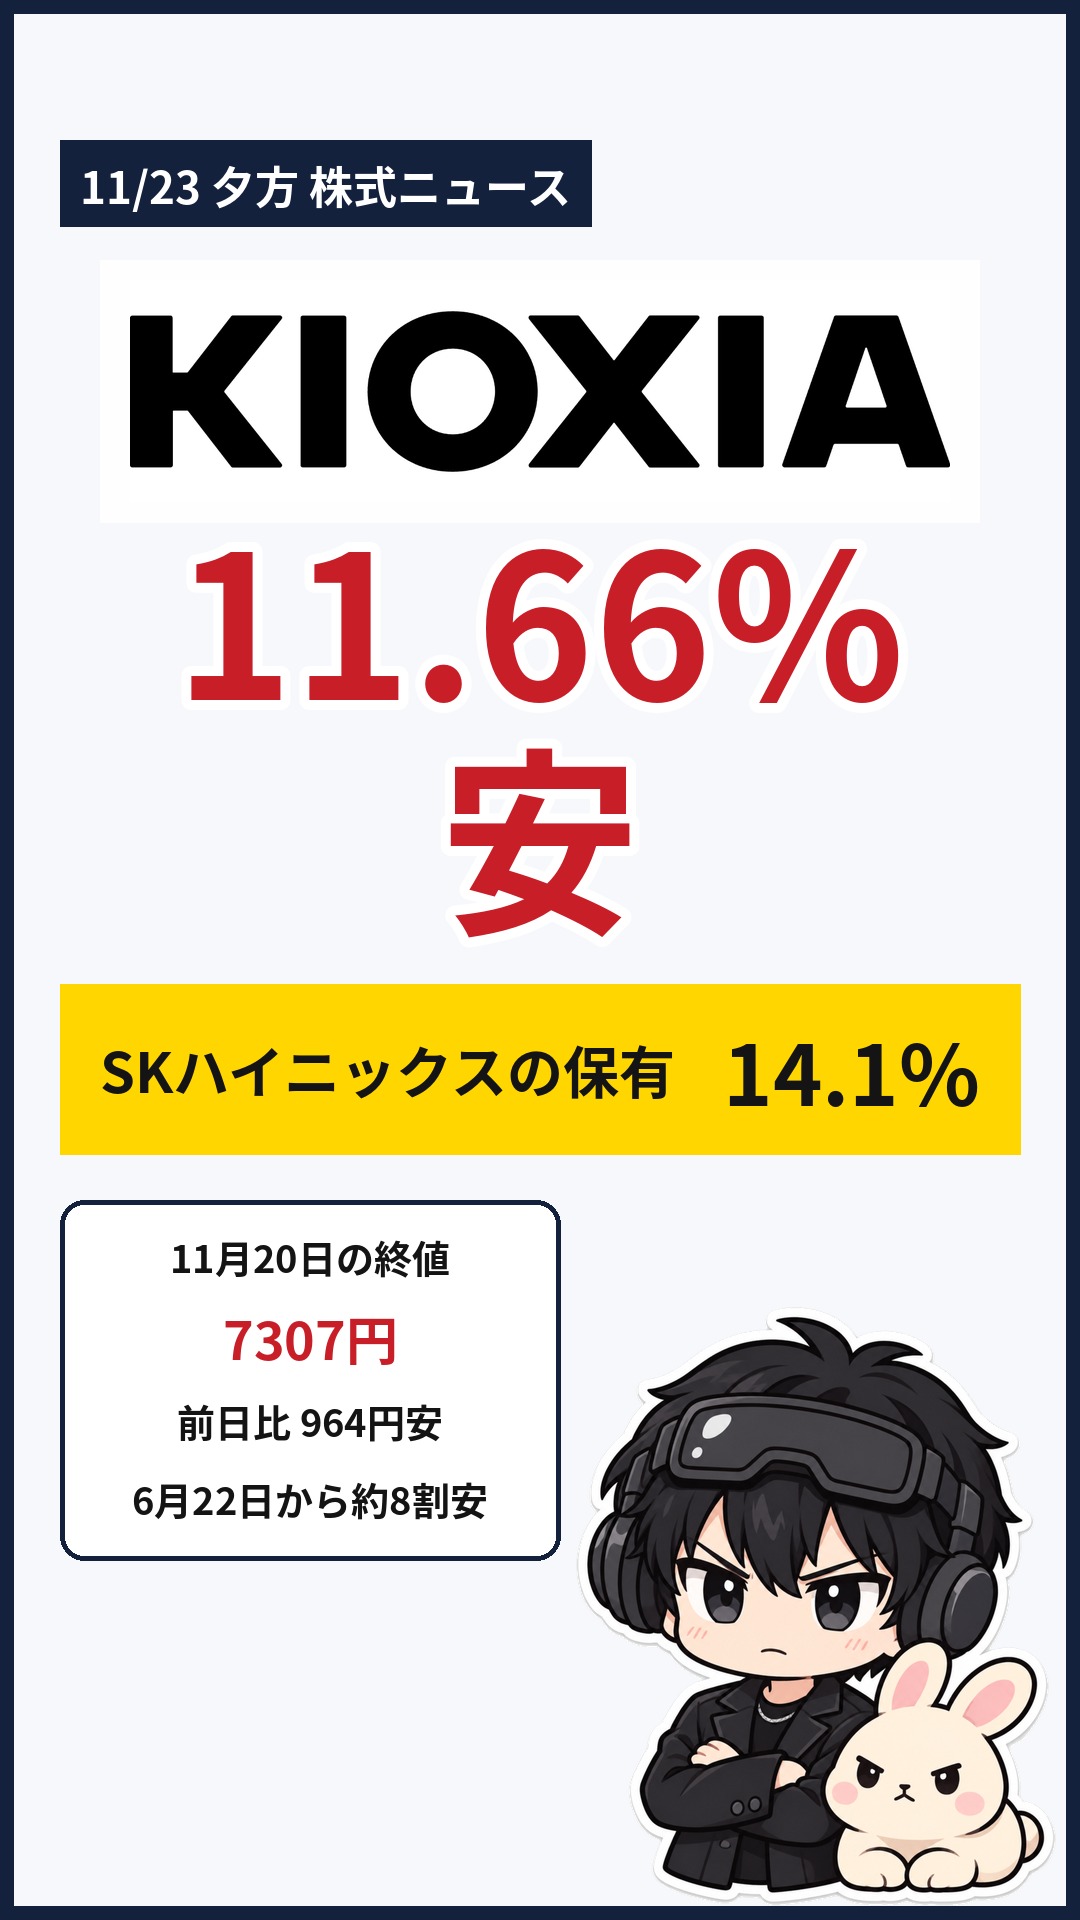 11/23 夕方 株式ニュース
KIOXIA
11.66%
安
SKハイニックスの保有 14.1%
11月20日の終値
7307円
前日比 964円安
6月22日から約8割安